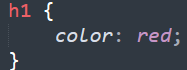 h1 {
    color: red;
}